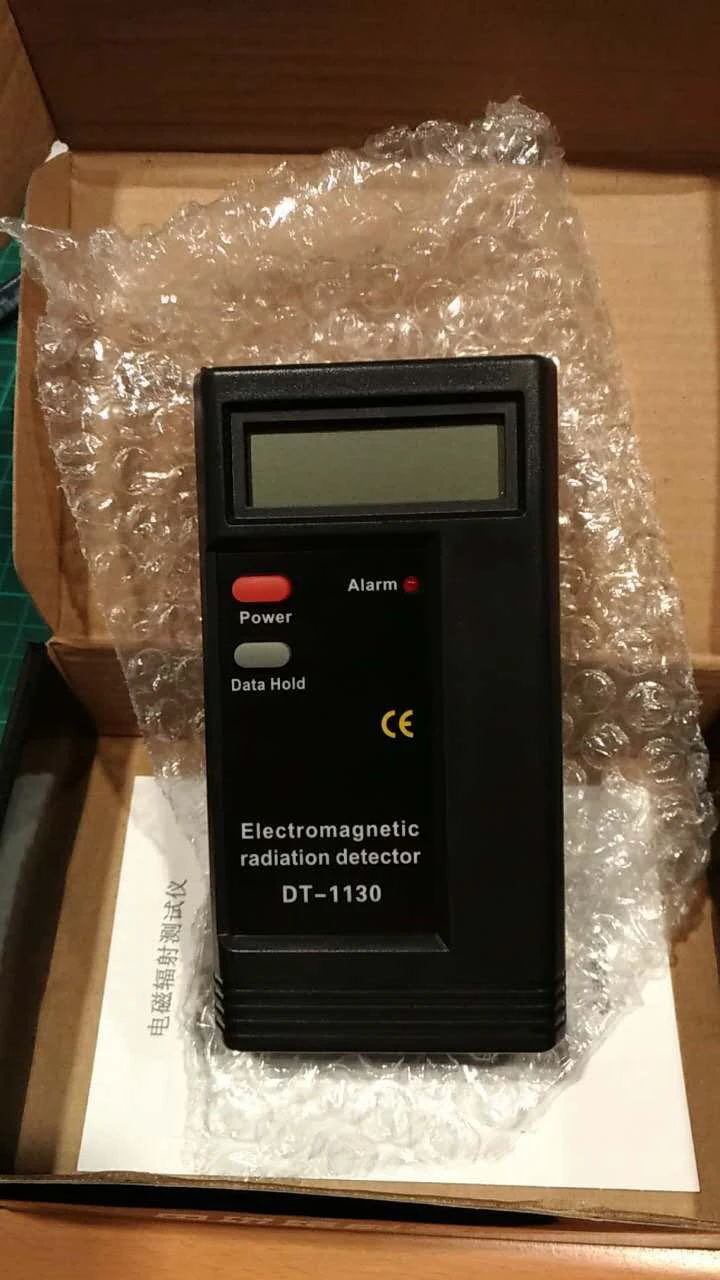 Alarm
Power
Data Hold
CE
Electromagnetic
radiation detector
DT-1130
电磁辐射测试仪